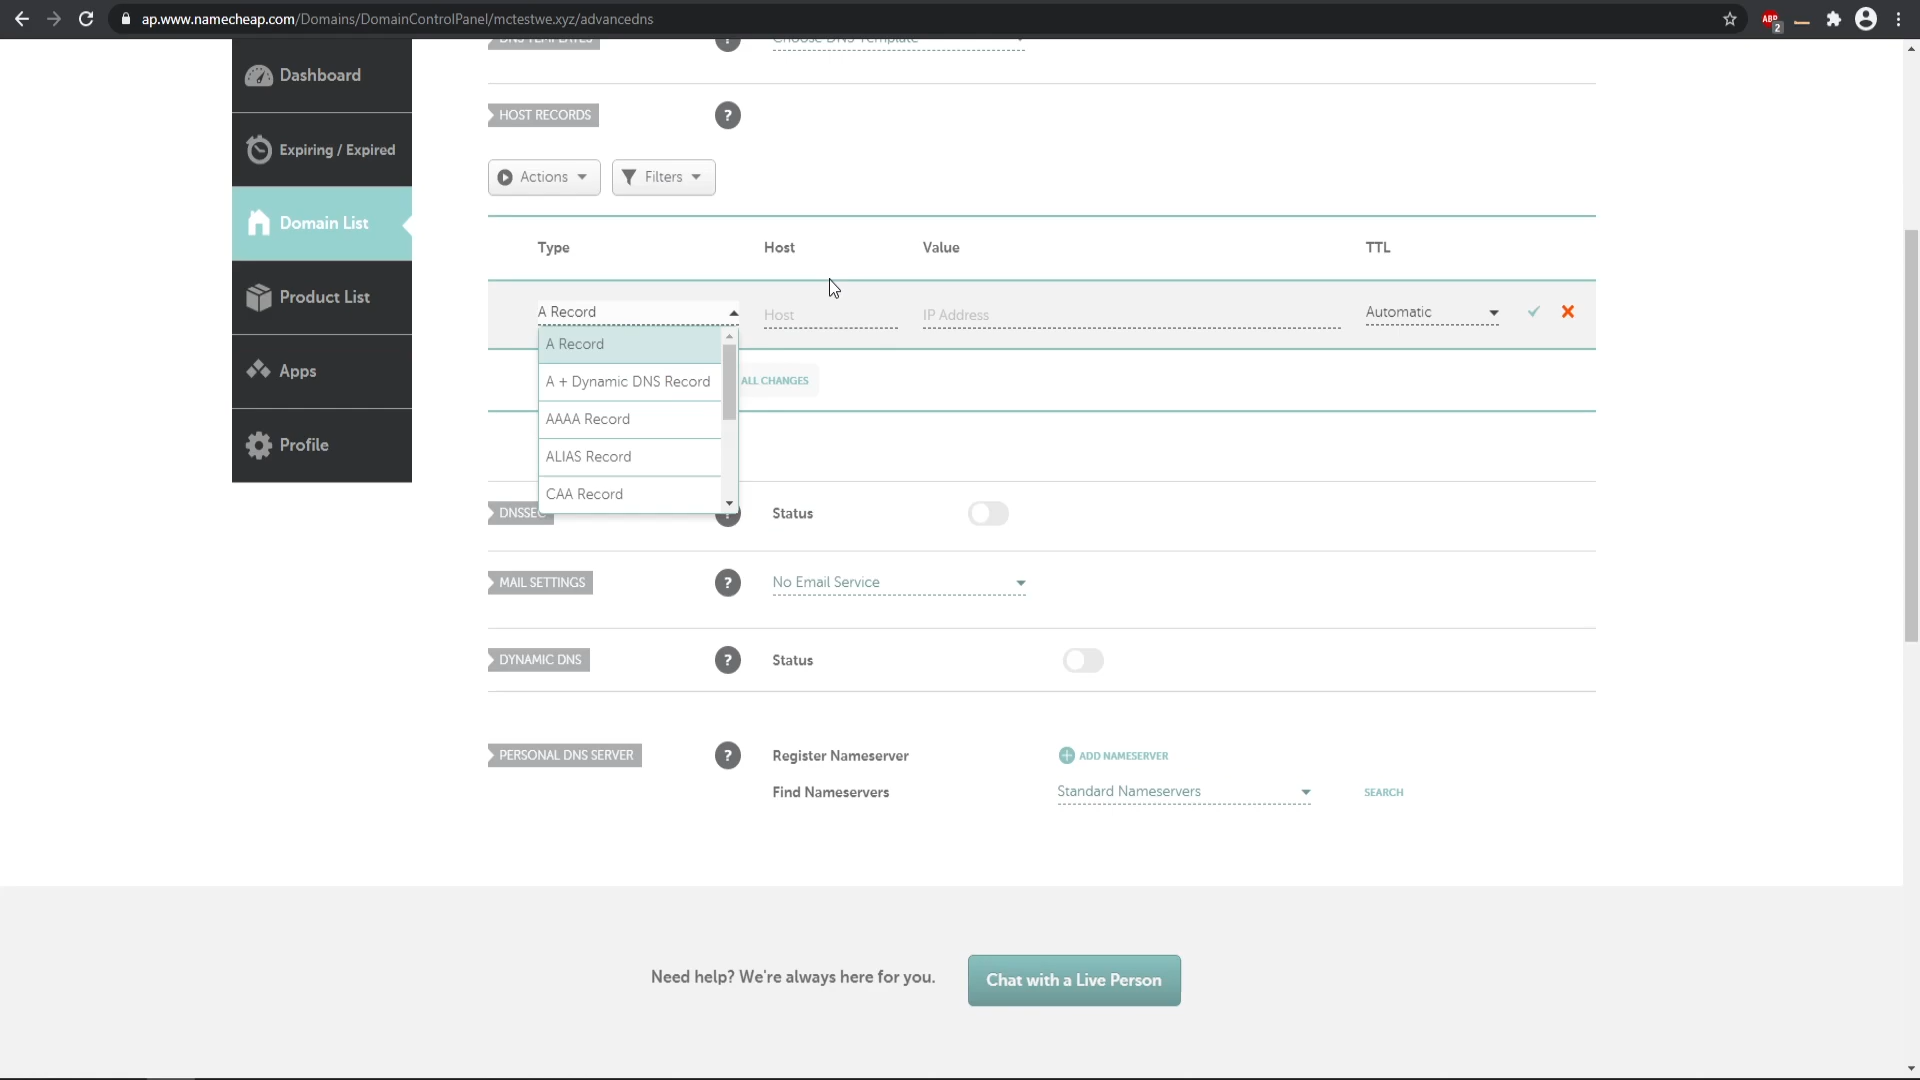 ap.www.namecheap.com/Domains/DomainControlPanel/mctestwe.xyz/advancedns
ABP
2
DNS TEMPLATES
?
Choose DNS Template
Dashboard
HOST RECORDS
?
Expiring / Expired
Actions
Filters
Domain List
Type
Host
Value
TTL
Product List
A Record
Host
IP Address
Automatic
A Record
Apps
A + Dynamic DNS Record
ALL CHANGES
AAAA Record
Profile
ALIAS Record
CAA Record
DNSSEC
?
Status
MAIL SETTINGS
?
No Email Service
DYNAMIC DNS
?
Status
PERSONAL DNS SERVER
?
Register Nameserver
ADD NAMESERVER
Find Nameservers
Standard Nameservers
SEARCH
Need help? We're always here for you.
Chat with a Live Person